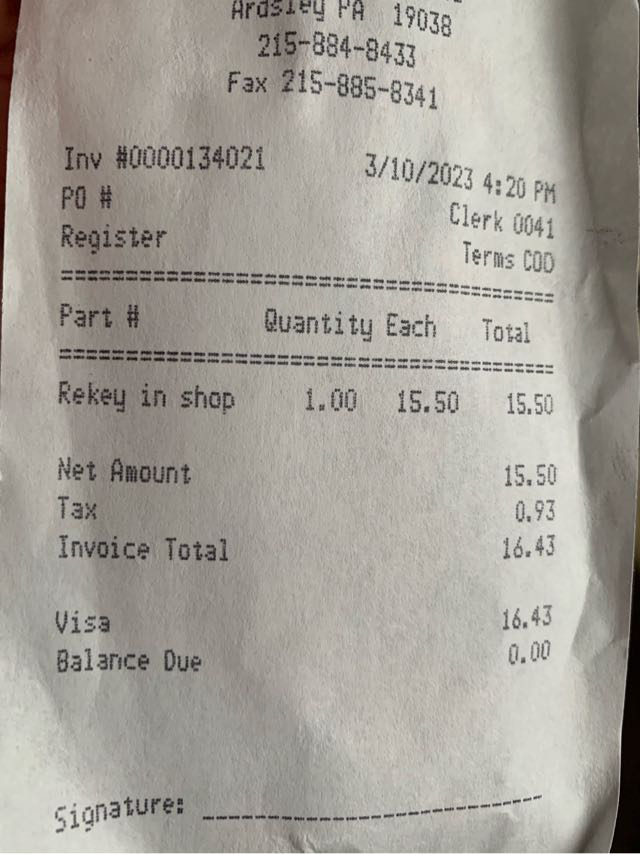 Ardsley PA 19038
215-884-8433
Fax 215-885-8341
Inv #0000134021 3/10/2023 4:20 PM
PO # Clerk 0041
Register Terms COD
==========================================
Part # Quantity Each Total
==========================================
Rekey in shop 1.00 15.50 15.50
Net Amount 15.50
Tax 0.93
Invoice Total 16.43
Visa 16.43
Balance Due 0.00
Signature: ___________________________